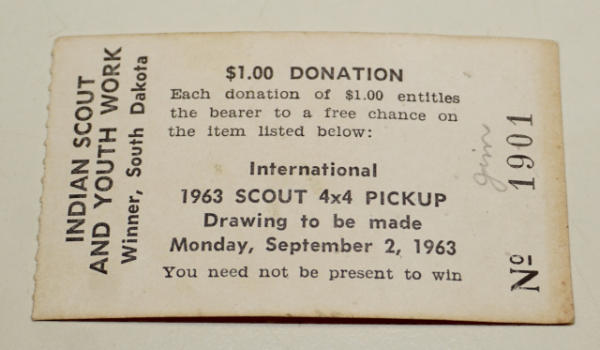 INDIAN SCOUT
AND YOUTH WORK
Winner, South Dakota
$1.00 DONATION
Each donation of $1.00 entitles
the bearer to a free chance on
the item listed below:
International
1963 SCOUT 4x4 PICKUP
Drawing to be made
Monday, September 2, 1963
You need not be present to win
Jim
Nº 1901